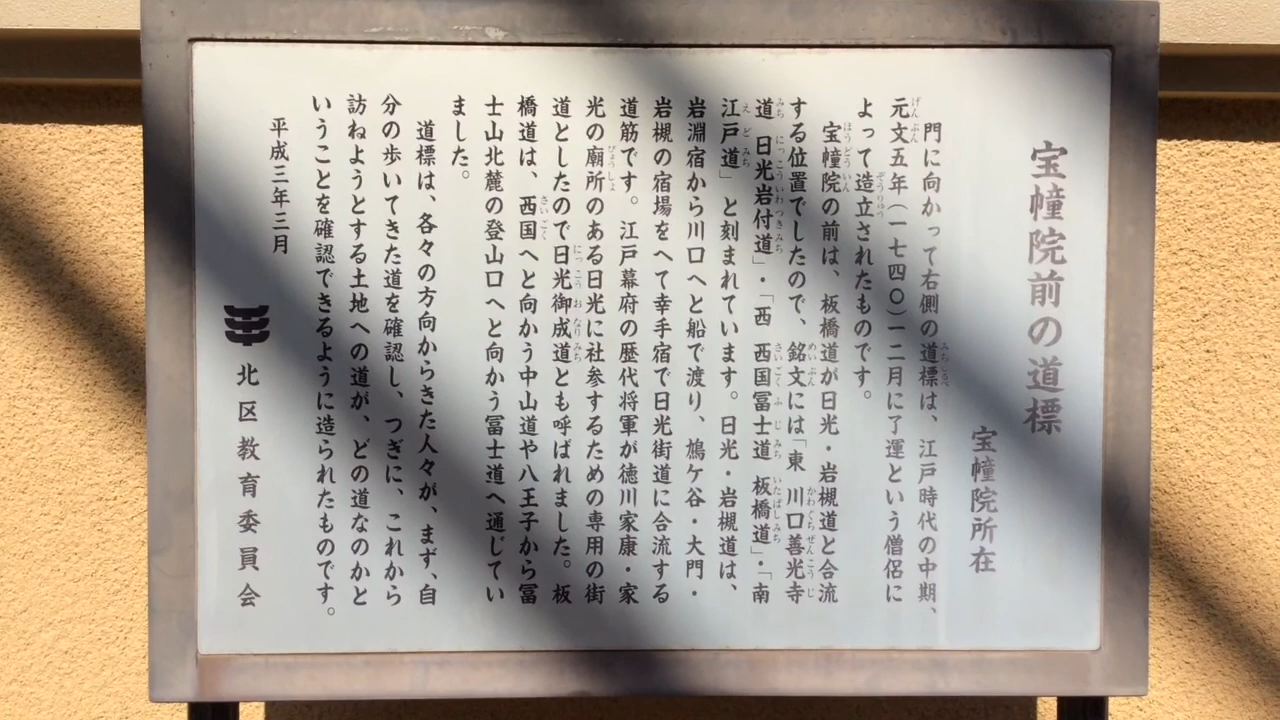 宝幢院前の道標
宝幢院所在
門に向かって右側の道標は、江戸時代の中期、
元文五年(一七四〇)一二月に了運という僧侶に
よって造立されたものです。
宝幢院の前は、板橋道が日光・岩槻道と合流
する位置でしたので、銘文には「東 川口善光寺
道 日光岩付道」・「西 西国冨士道 板橋道」・「南
江戸道」と刻まれています。日光・岩槻道は、
岩淵宿から川口へと船で渡り、鳩ケ谷・大門・
岩槻の宿場をへて幸手宿で日光街道に合流する
道筋です。江戸幕府の歴代将軍が徳川家康・家
光の廟所のある日光に社参するための専用の街
道としたので日光御成道とも呼ばれました。板
橋道は、西国へと向かう中山道や八王子から冨
士山北麓の登山口へと向かう冨士道へ通じてい
ました。
道標は、各々の方向からきた人々が、まず、自
分の歩いてきた道を確認し、つぎに、これから
訪ねようとする土地への道が、どの道なのかと
いうことを確認できるように造られたものです。
平成三年三月
北区教育委員会